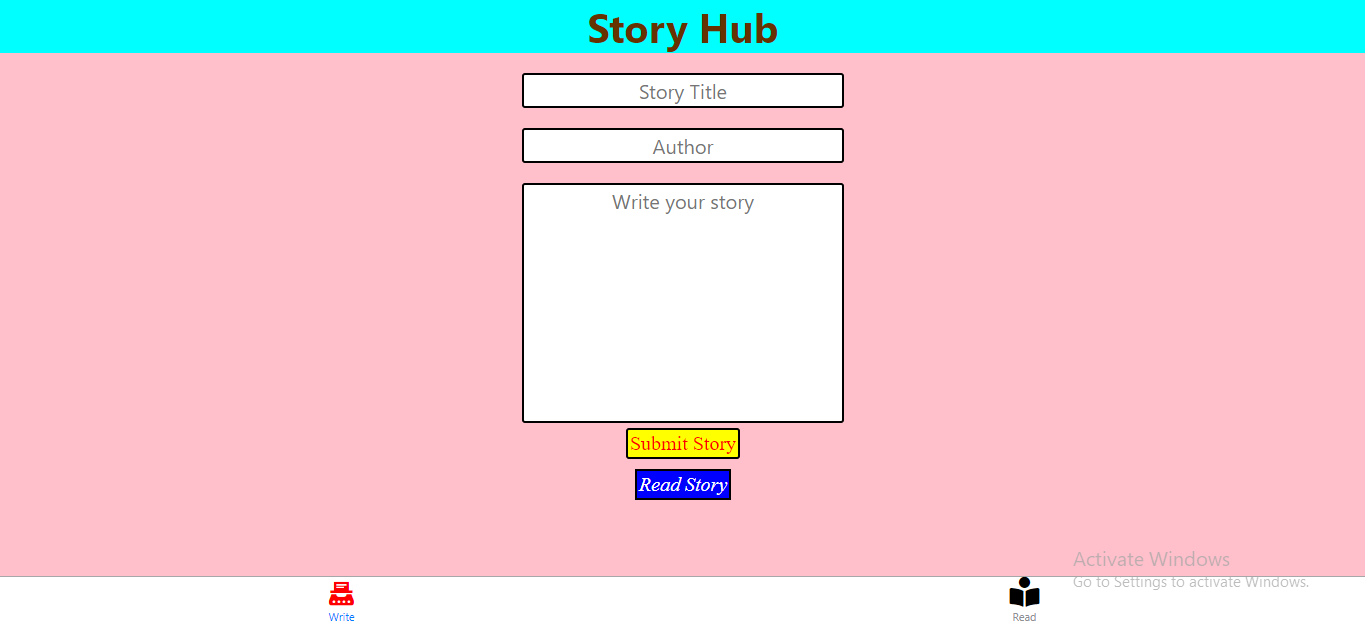 Story Hub
Story Title
Author
Write your story
Submit Story
Read Story
Activate Windows
Go to Settings to activate Windows.
Write
Read